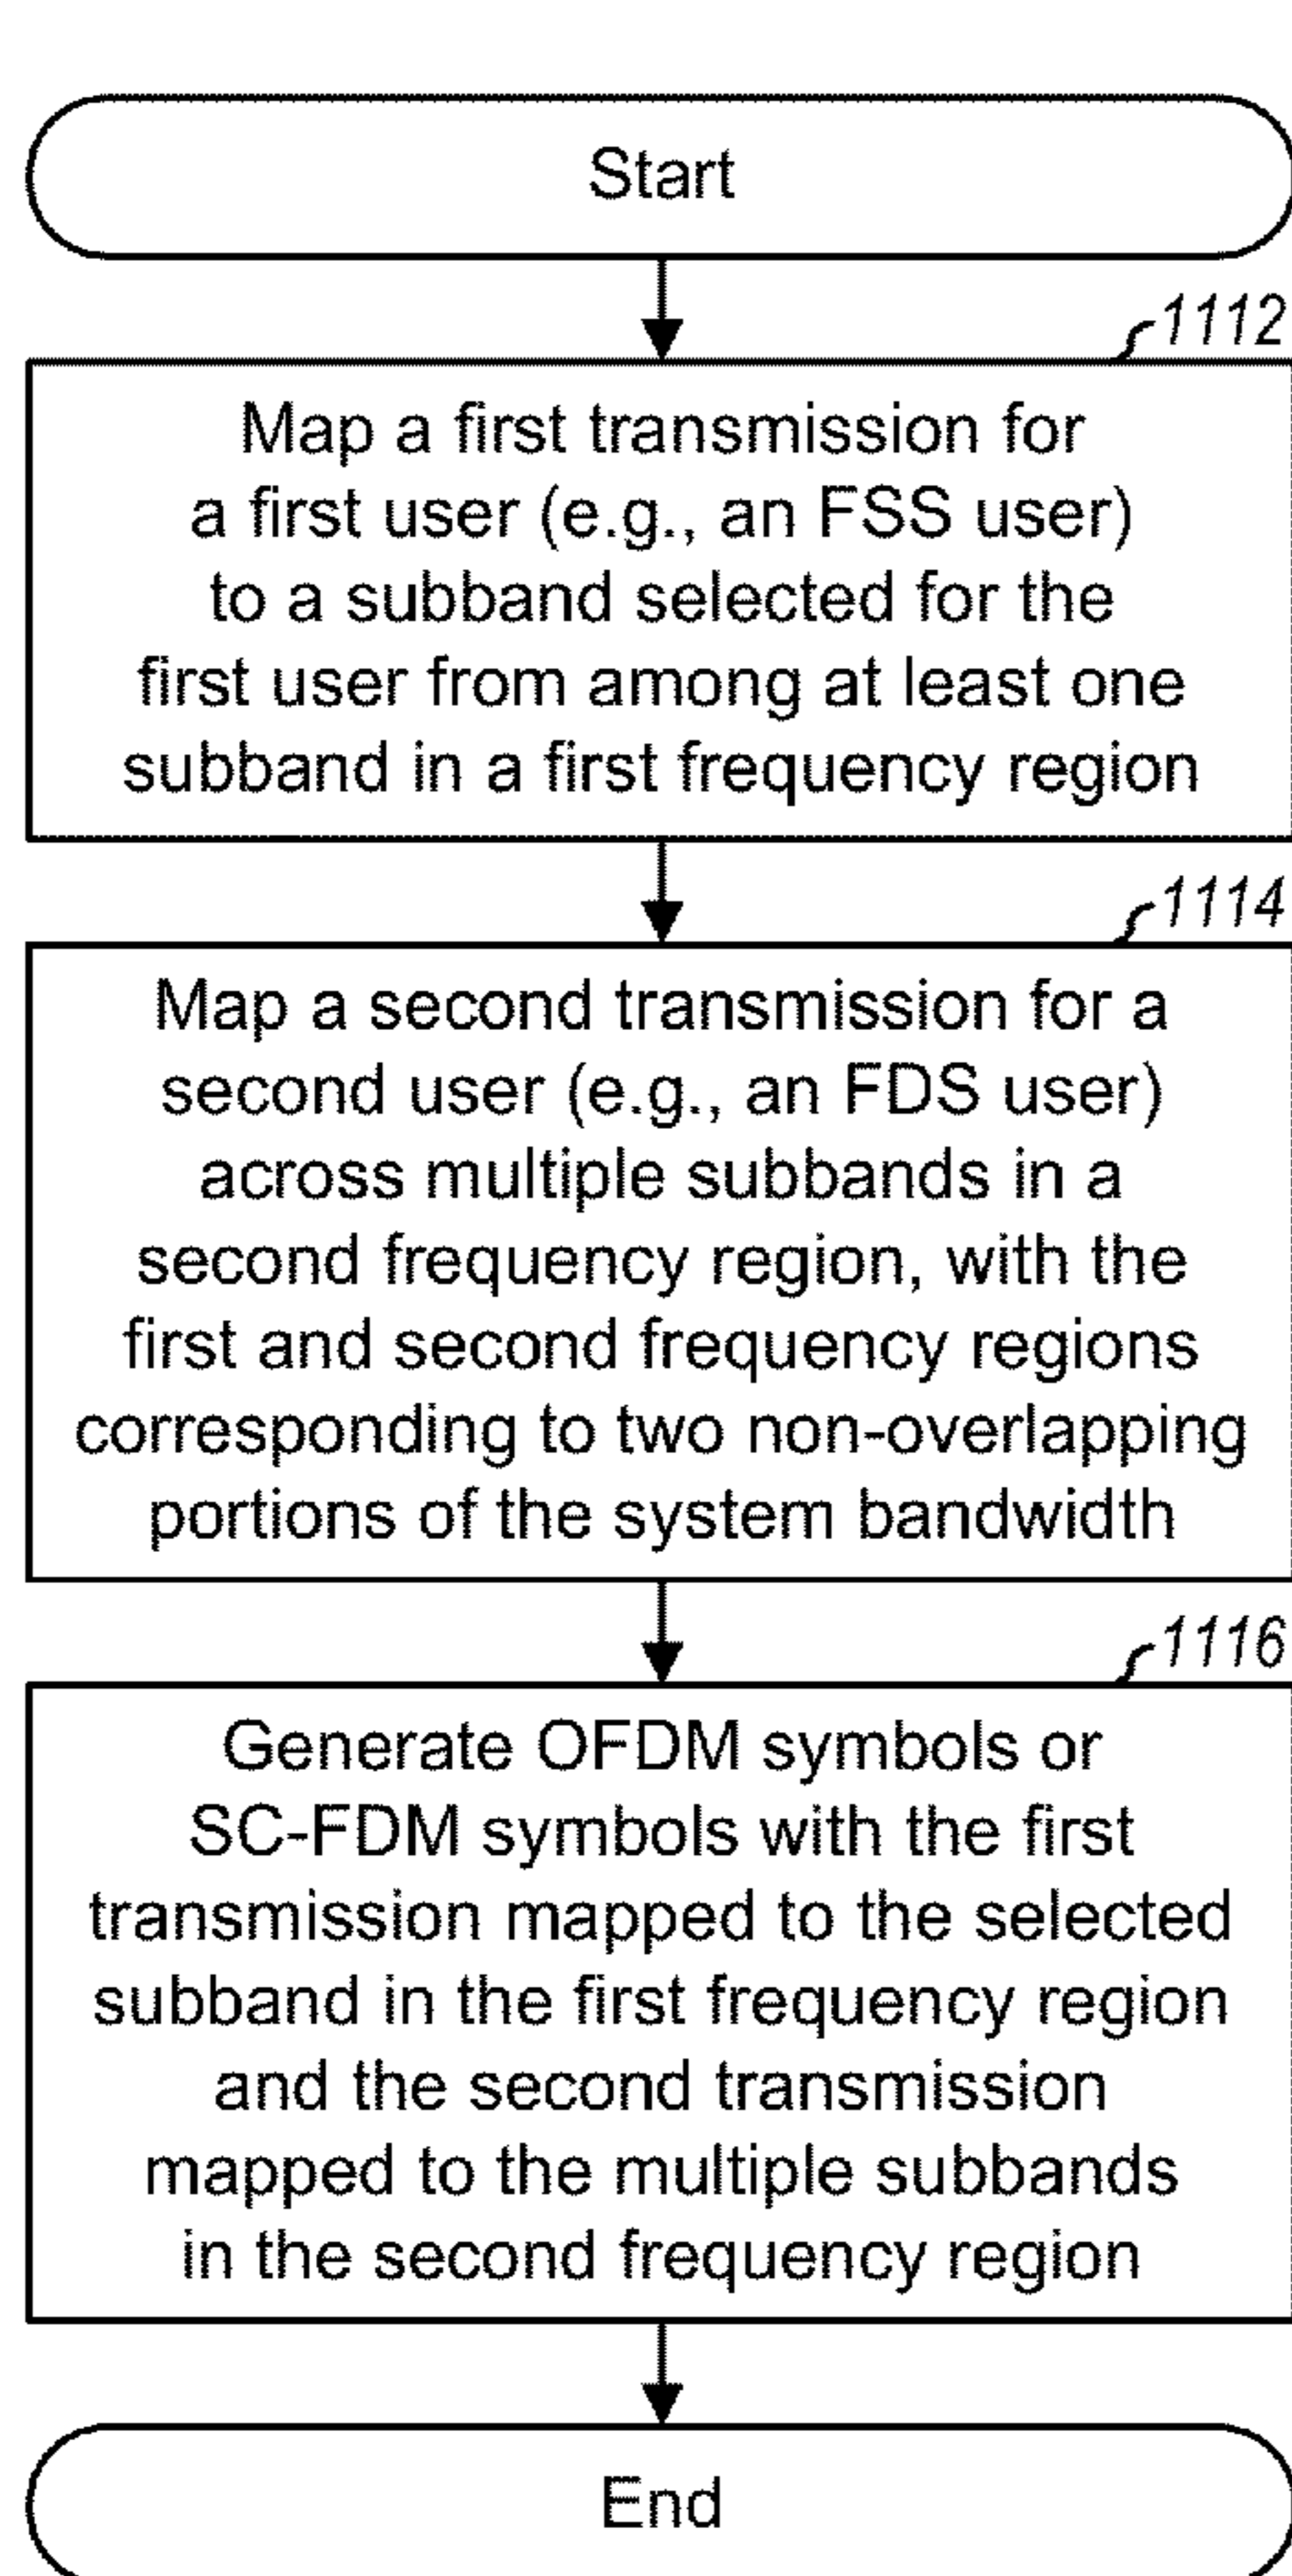 Start
1112
Map a first transmission for
a first user (e.g., an FSS user)
to a subband selected for the
first user from among at least one
subband in a first frequency region
1114
Map a second transmission for a
second user (e.g., an FDS user)
across multiple subbands in a
second frequency region, with the
first and second frequency regions
corresponding to two non-overlapping
portions of the system bandwidth
1116
Generate OFDM symbols or
SC-FDM symbols with the first
transmission mapped to the selected
subband in the first frequency region
and the second transmission
mapped to the multiple subbands
in the second frequency region
End